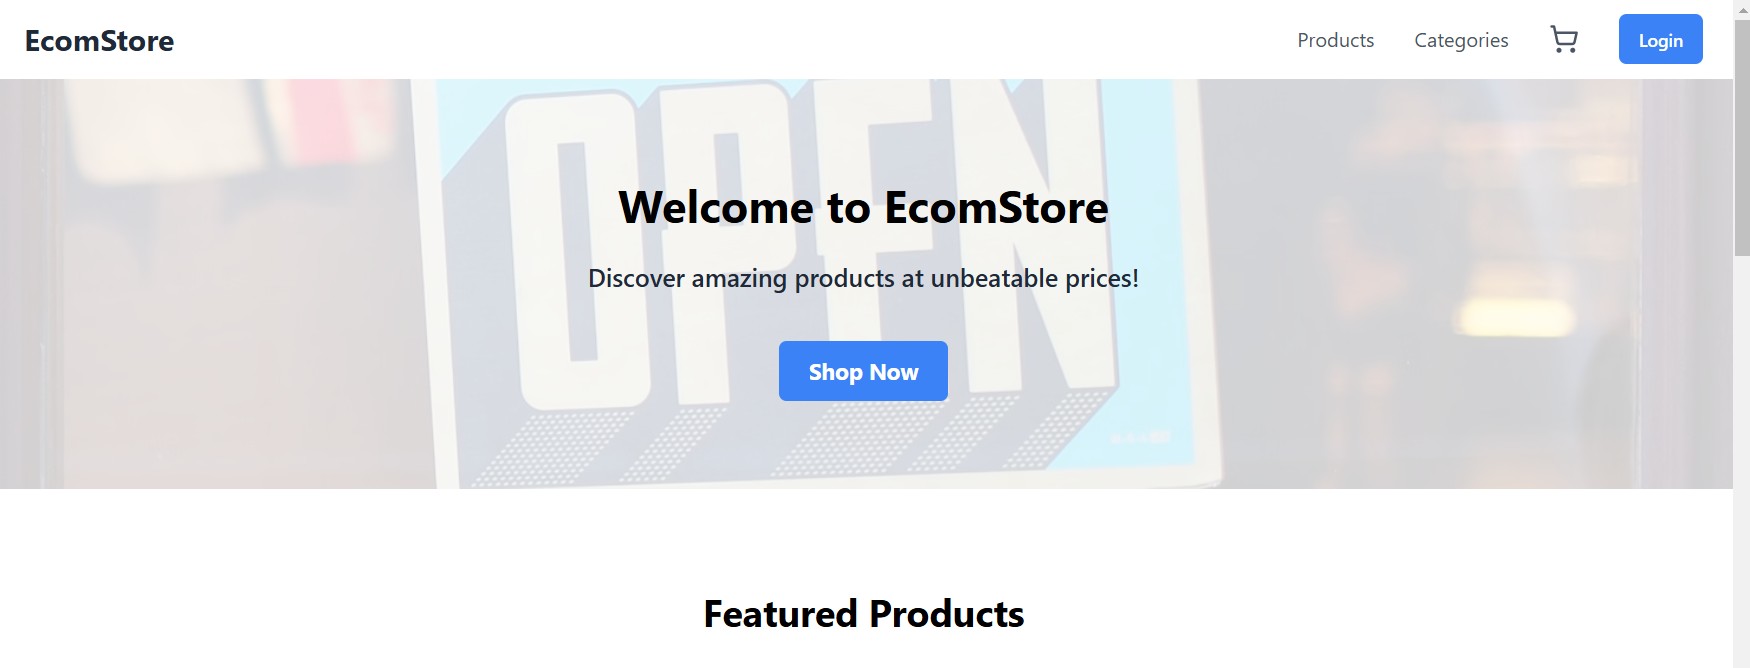 EcomStore
Products
Categories
Login
OPEN
Welcome to EcomStore
Discover amazing products at unbeatable prices!
Shop Now
Featured Products